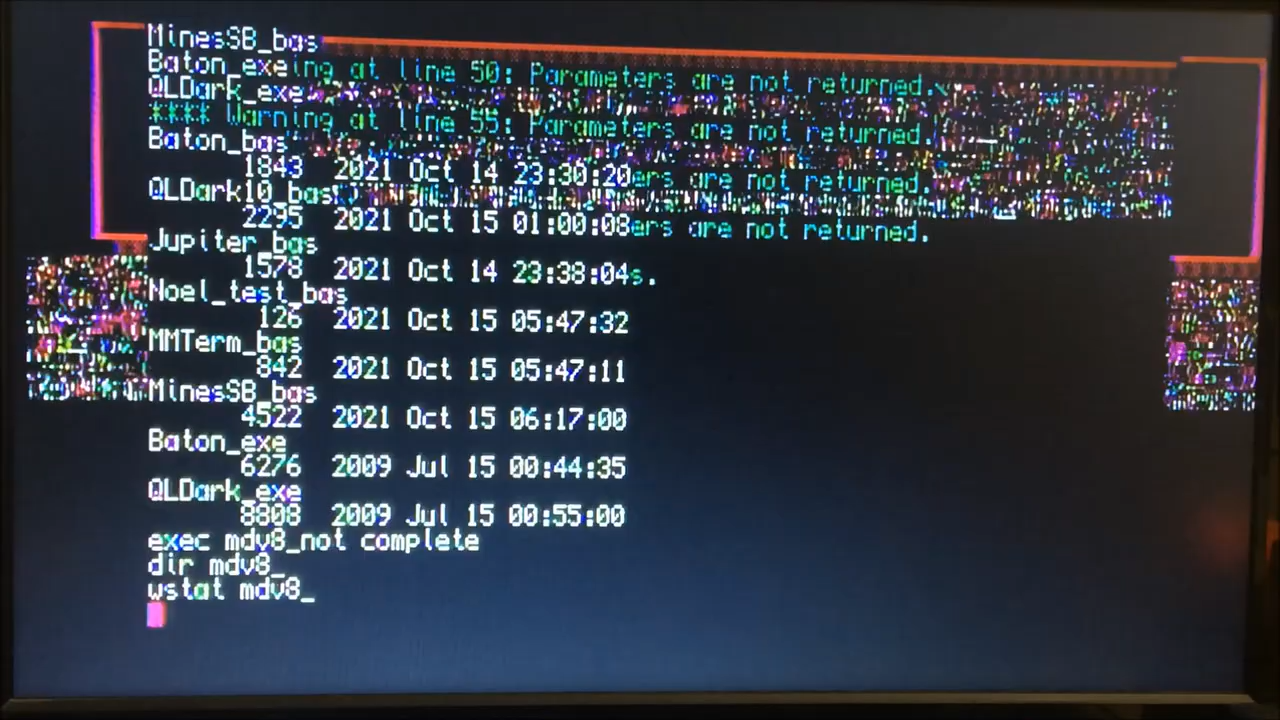 MinesSB_bas
Baton_exeing at line 50: Parameters are not returned.
QLDark_exe
**** Warning at line 55: Parameters are not returned.
Baton_bas
1843 2021 Oct 14 23:30:20ers are not returned.
QLDark10_bas
2295 2021 Oct 15 01:00:08ers are not returned.
Jupiter_bas
1578 2021 Oct 14 23:38:04s.
Noel_test_bas
126 2021 Oct 15 05:47:32
MMTerm_bas
842 2021 Oct 15 05:47:11
MinesSB_bas
4522 2021 Oct 15 06:17:00
Baton_exe
6276 2009 Jul 15 00:44:35
QLDark_exe
8808 2009 Jul 15 00:55:00
exec mdv8_not complete
dir mdv8_
wstat mdv8_